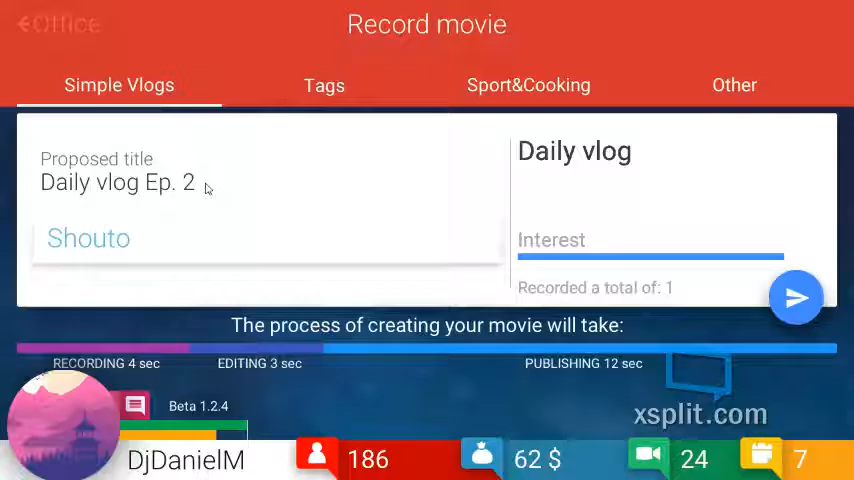 Office
Record movie
Simple Vlogs
Tags
Sport&Cooking
Other
Proposed title
Daily vlog Ep. 2
Shouto
Daily vlog
Interest
Recorded a total of: 1
The process of creating your movie will take:
RECORDING 4 sec
EDITING 3 sec
PUBLISHING 12 sec
Beta 1.2.4
xsplit.com
DjDanielM
186
62 $
24
7